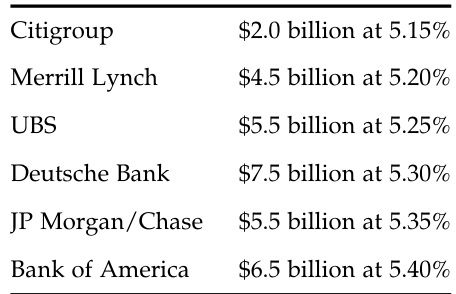 Citigroup $2.0 billion at 5.15%
Merrill Lynch $4.5 billion at 5.20%
UBS $5.5 billion at 5.25%
Deutsche Bank $7.5 billion at 5.30%
JP Morgan/Chase $5.5 billion at 5.35%
Bank of America $6.5 billion at 5.40%